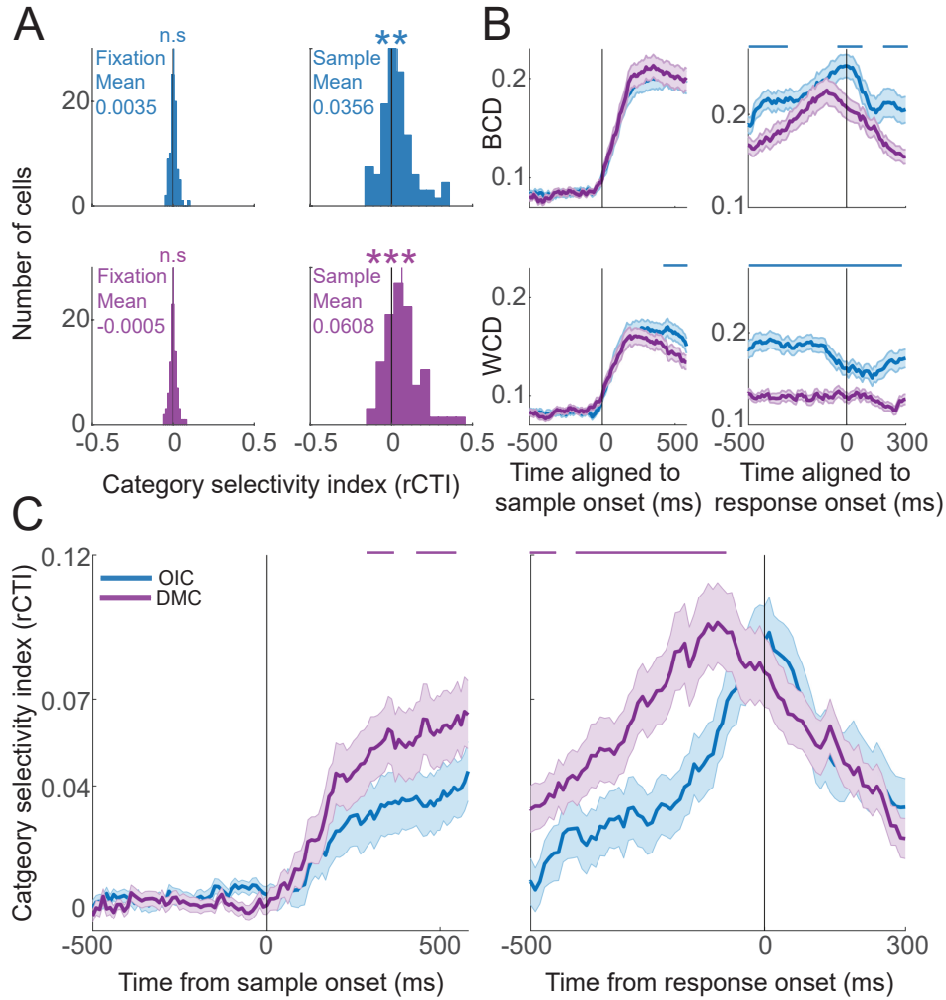 A
B
n.s
**
Fixation
Mean
0.0035
Sample
Mean
0.0356
20
0
Number of cells
n.s
***
Fixation
Mean
-0.0005
Sample
Mean
0.0608
20
0
-0.5
0
0.5
-0.5
0
0.5
Category selectivity index (rCTI)
BCD
0.2
0.1
0.2
0.1
WCD
0.2
0.1
0.2
0.1
-500
0
500
-500
0
300
Time aligned to
sample onset (ms)
Time aligned to
response onset (ms)
C
Catgeory selectivity index (rCTI)
0.12
0.07
0.04
0
OIC
DMC
-500
0
500
-500
0
300
Time from sample onset (ms)
Time from response onset (ms)